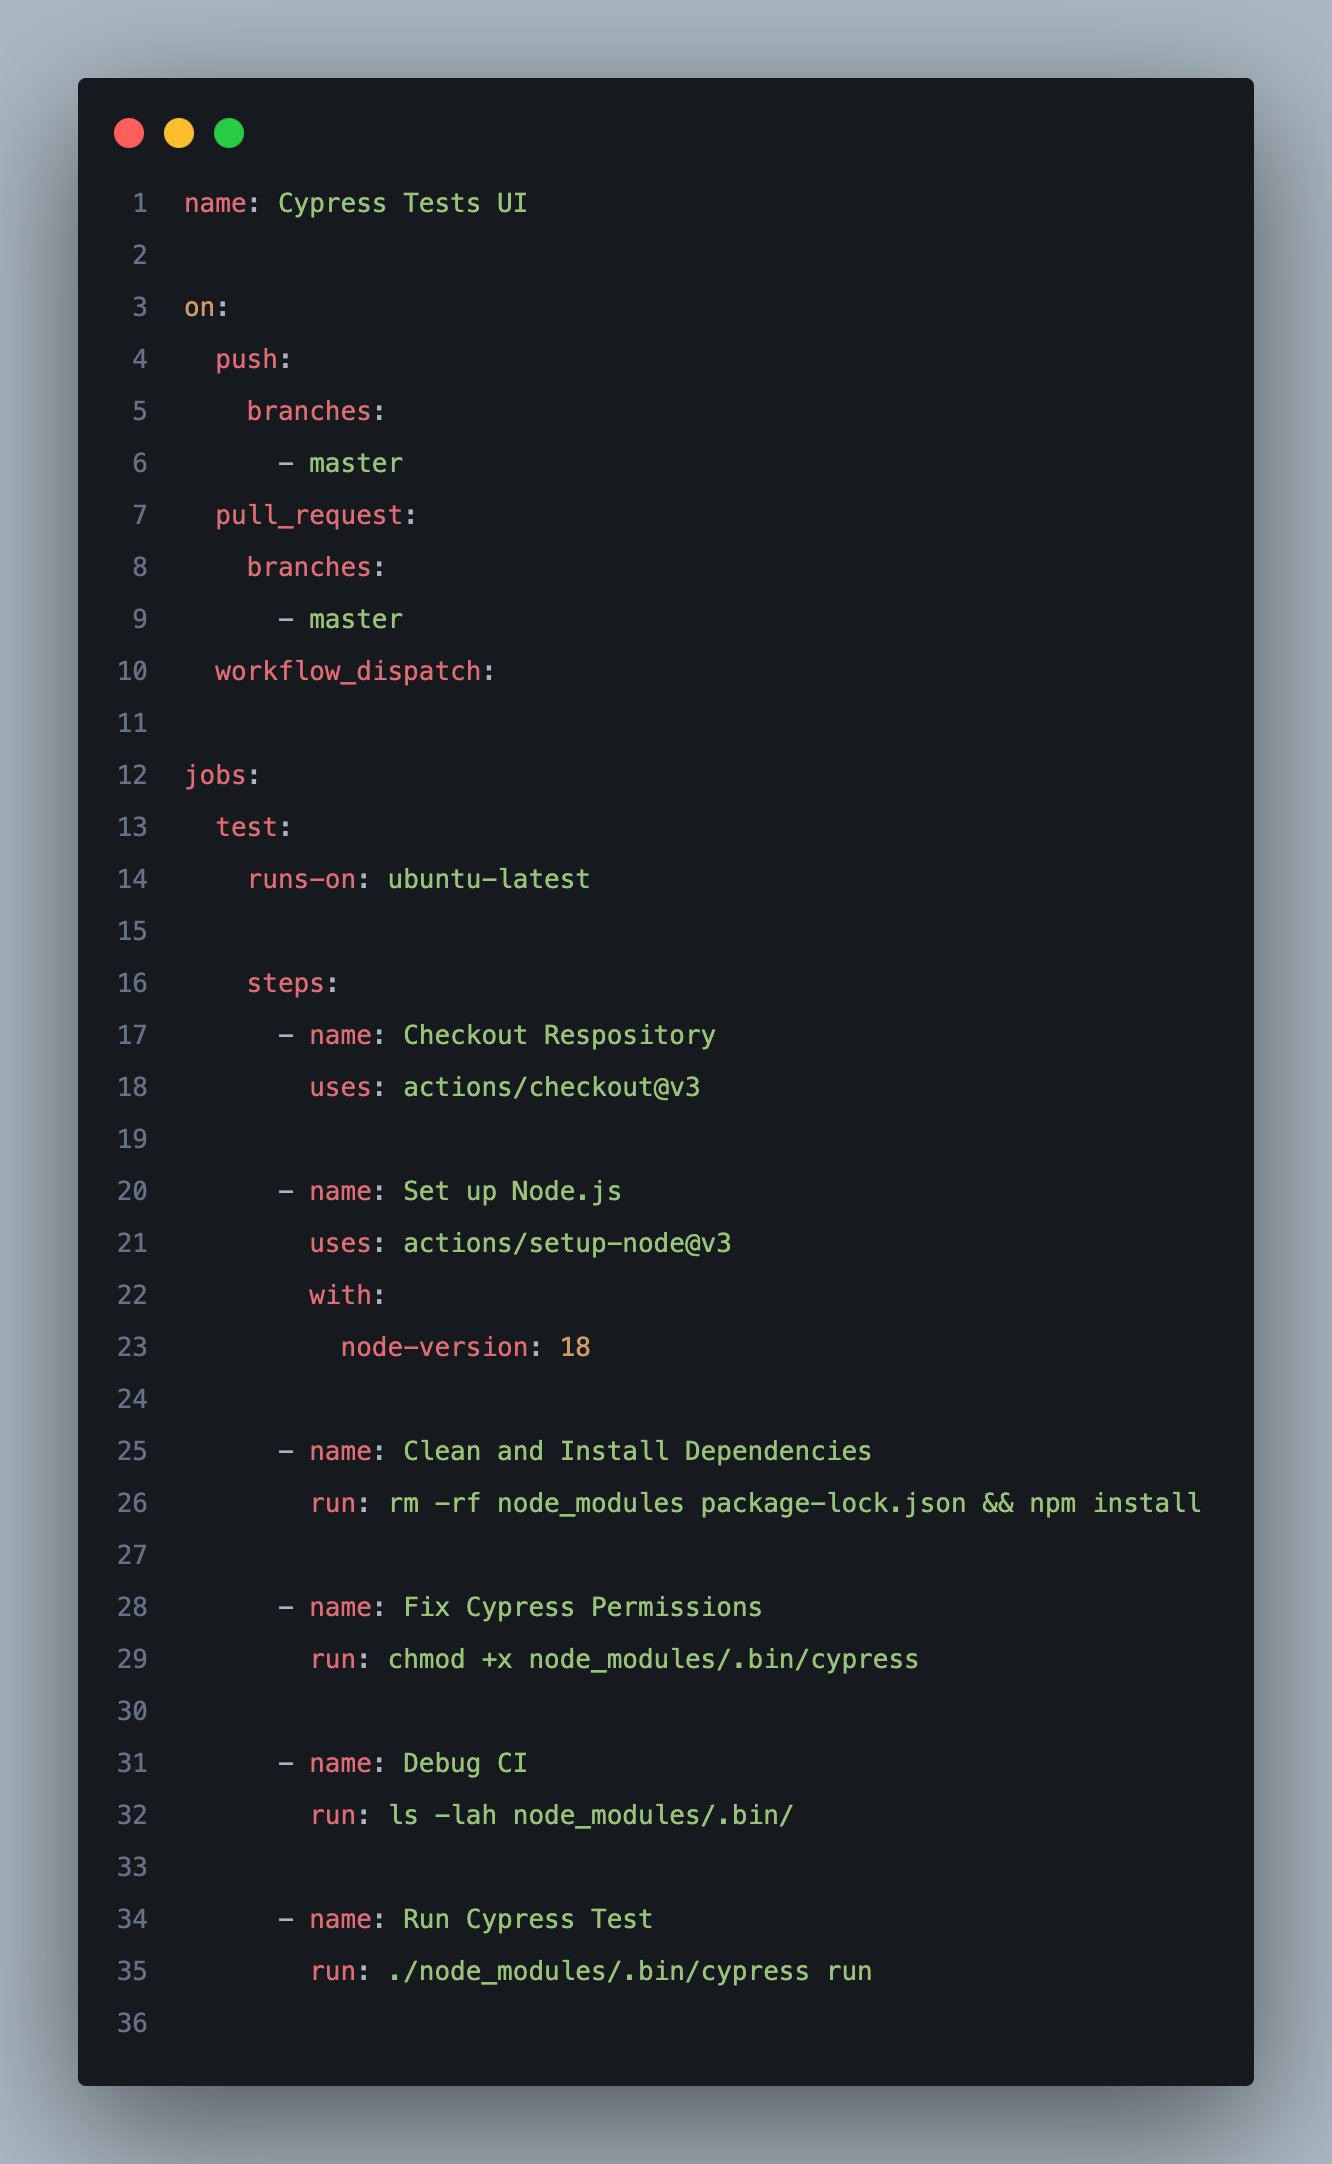 1 name: Cypress Tests UI
2
3 on:
4   push:
5     branches:
6       - master
7   pull_request:
8     branches:
9       - master
10   workflow_dispatch:
11
12 jobs:
13   test:
14     runs-on: ubuntu-latest
15
16     steps:
17       - name: Checkout Respository
18         uses: actions/checkout@v3
19
20       - name: Set up Node.js
21         uses: actions/setup-node@v3
22         with:
23           node-version: 18
24
25       - name: Clean and Install Dependencies
26         run: rm -rf node_modules package-lock.json && npm install
27
28       - name: Fix Cypress Permissions
29         run: chmod +x node_modules/.bin/cypress
30
31       - name: Debug CI
32         run: ls -lah node_modules/.bin/
33
34       - name: Run Cypress Test
35         run: ./node_modules/.bin/cypress run
36